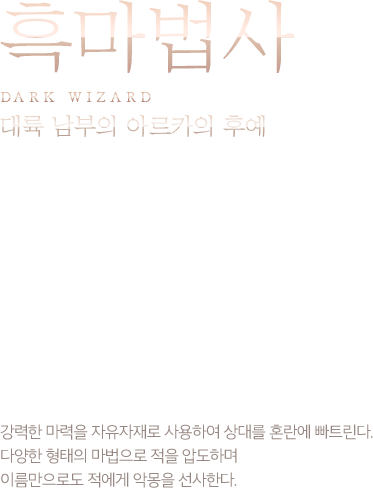 흑마법사
DARK WIZARD
대륙 남부의 아르카의 후예
강력한 마력을 자유자재로 사용하여 상대를 혼란에 빠트린다.
다양한 형태의 마법으로 적을 압도하며
이름만으로도 적에게 악몽을 선사한다.